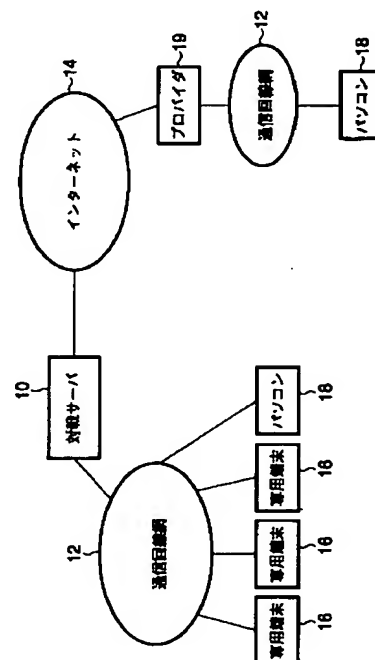 インターネット
14
プロバイダ
19
12
通信回線網
パソコン
18
10
対戦サーバ
12
通信回線網
パソコン
18
専用端末
16
専用端末
16
専用端末
16